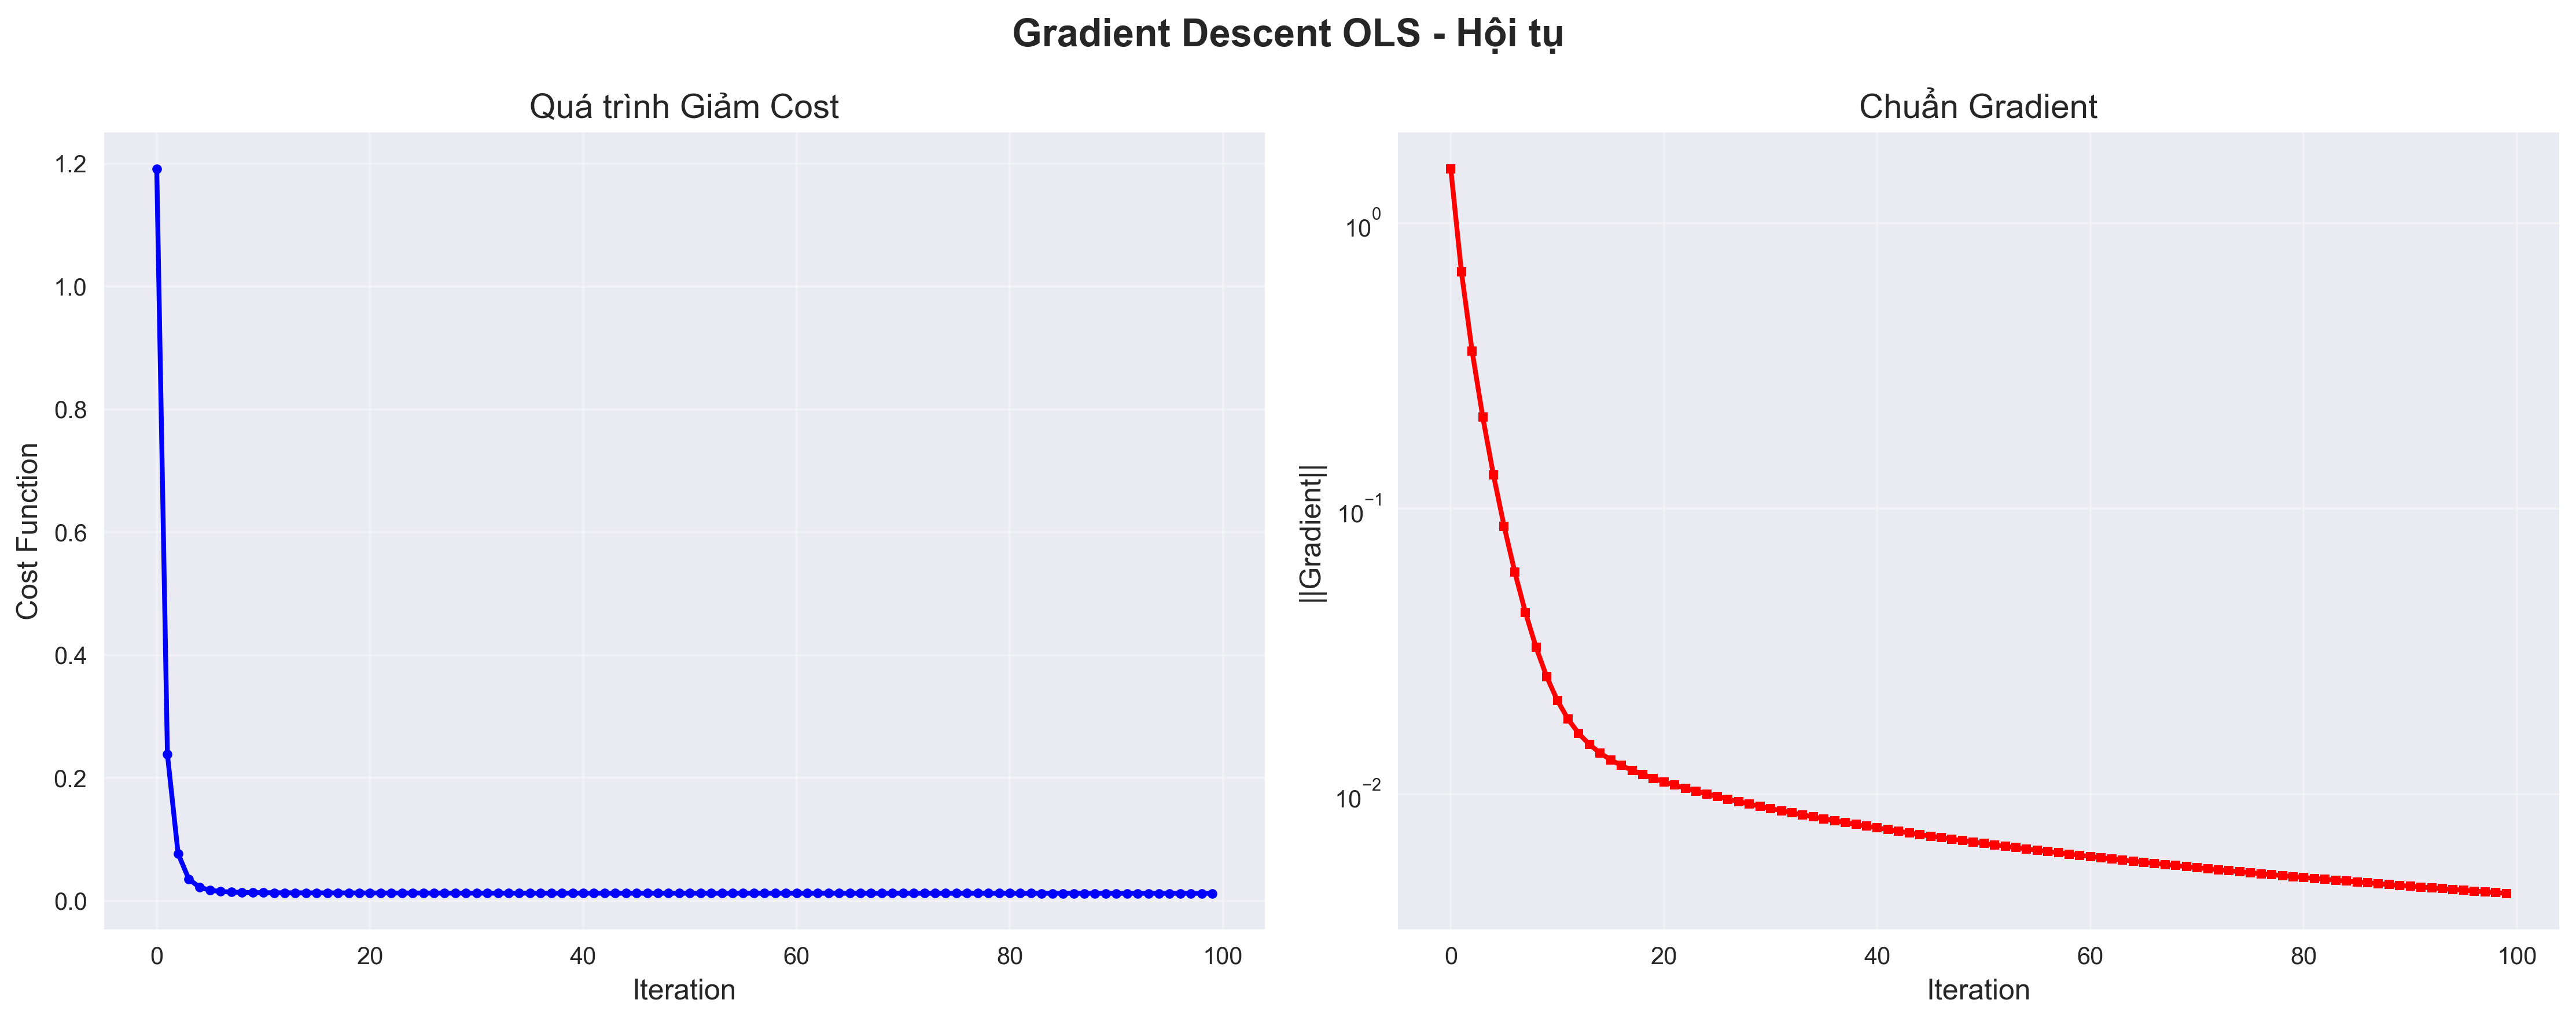 Gradient Descent OLS - Hội tụ
Quá trình Giảm Cost
Cost Function
1.2
1.0
0.8
0.6
0.4
0.2
0.0
0 20 40 60 80 100
Iteration
Chuẩn Gradient
||Gradient||
10⁰
10⁻¹
10⁻²
0 20 40 60 80 100
Iteration